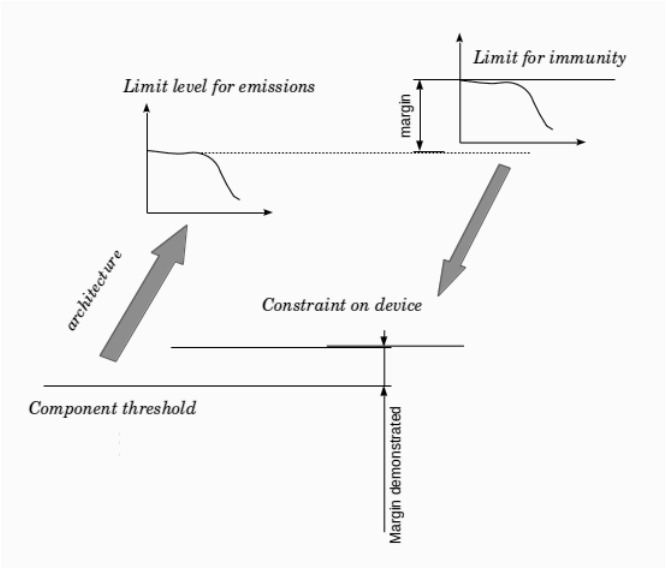 Limit for immunity
Limit level for emissions
margin
architecture
Constraint on device
Component threshold
Margin demonstrated